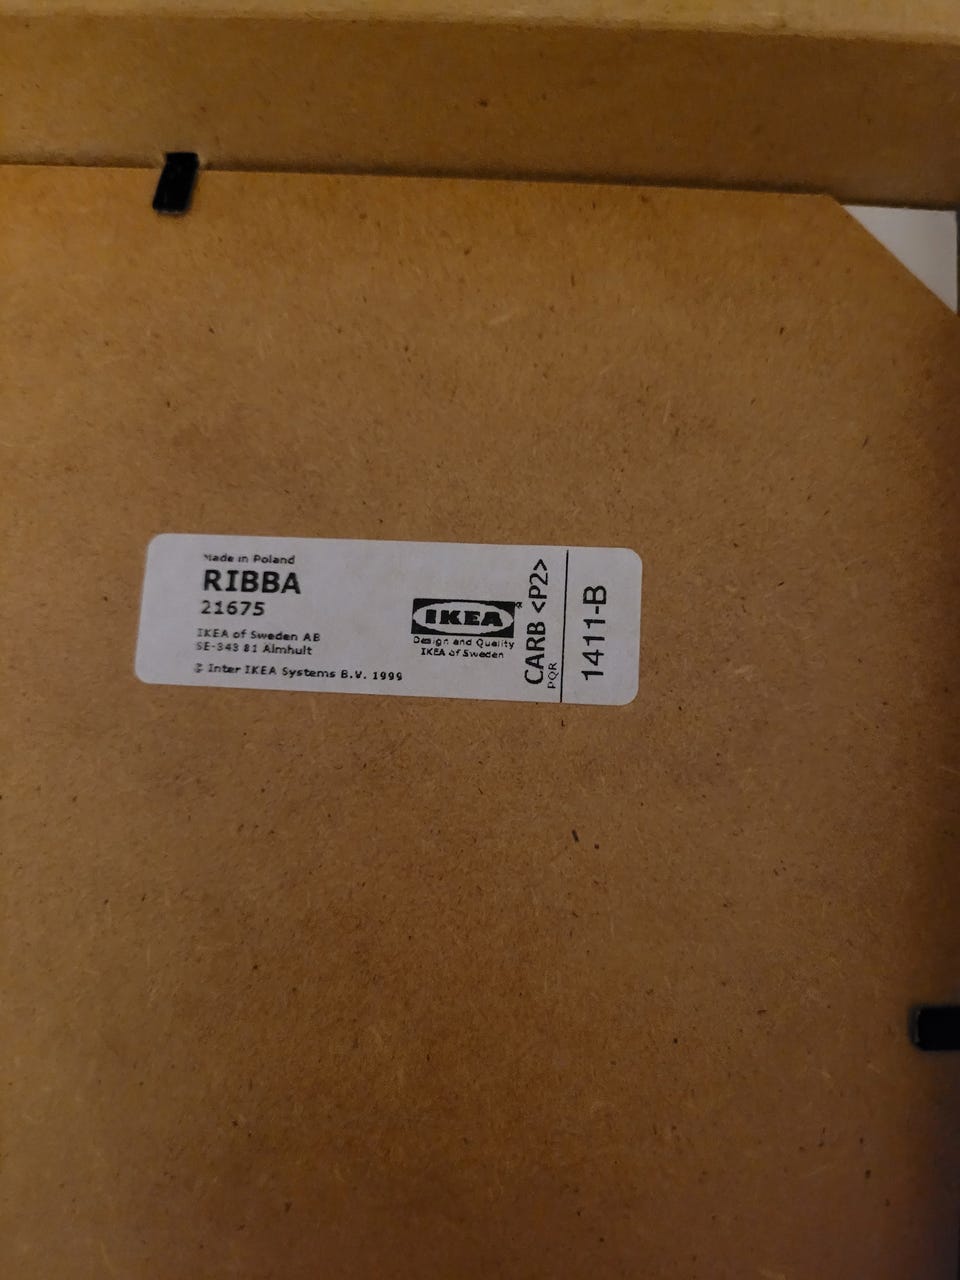 Made in Poland
RIBBA
21675
IKEA of Sweden AB
SE-343 81 Almhult
© Inter IKEA Systems B.V. 1999
IKEA®
Design and Quality
IKEA of Sweden
CARB <P2>
PQR
1411-B